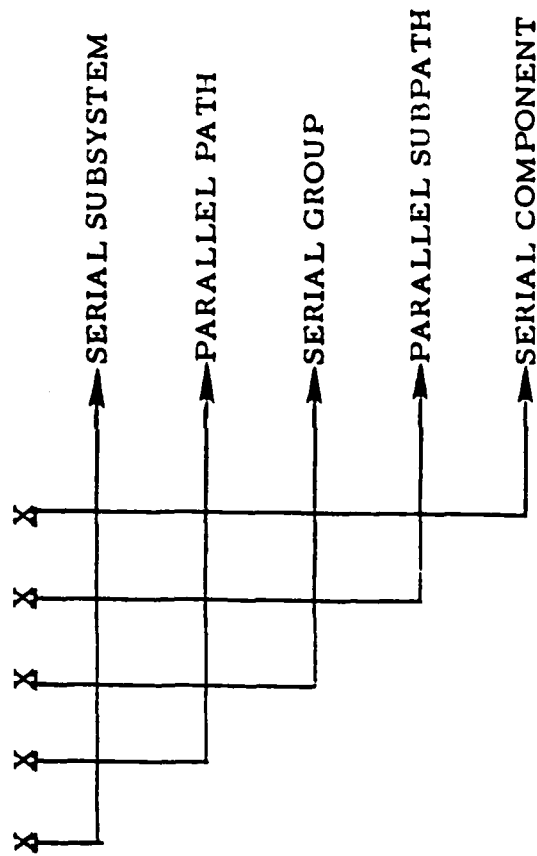 X X X X X
SERIAL SUBSYSTEM
PARALLEL PATH
SERIAL GROUP
PARALLEL SUBPATH
SERIAL COMPONENT